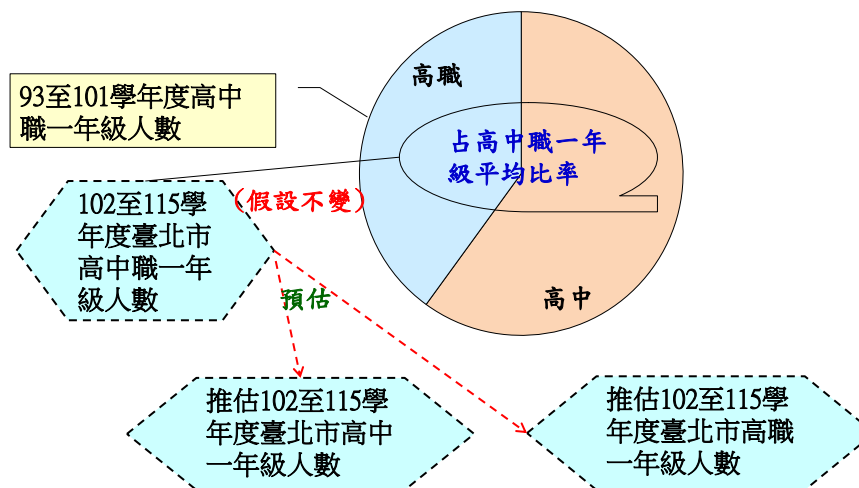 高職
93至101學年度高中
職一年級人數
占高中職一年
級平均比率
(假設不變)
102至115學
年度臺北市
高中職一年
級人數
預估
高中
推估102至115學
年度臺北市高中
一年級人數
推估102至115學
年度臺北市高職
一年級人數